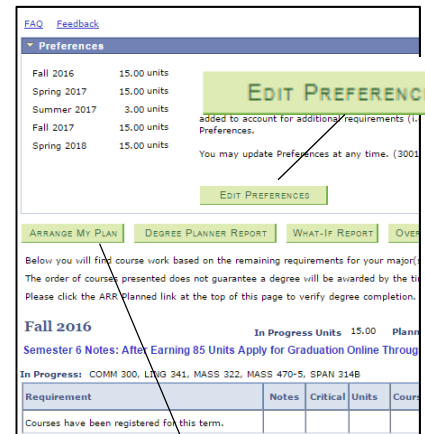 FAQ Feedback
Preferences
Fall 2016 15.00 units
Spring 2017 15.00 units
Summer 2017 3.00 units
Fall 2017 15.00 units
Spring 2018 15.00 units
EDIT PREFERENC
added to account for additional requirements (i.
Preferences.
You may update Preferences at any time. (3001
EDIT PREFERENCES
ARRANGE MY PLAN DEGREE PLANNER REPORT WHAT-IF REPORT OVER
Below you will find course work based on the remaining requirements for your major(
The order of courses presented does not guarantee a degree will be awarded by the ti
Please click the ARR Planned link at the top of this page to verify degree completion.
Fall 2016 In Progress Units 15.00 Plann
Semester 6 Notes: After Earning 85 Units Apply for Graduation Online Throug
In Progress: COMM 300, LING 341, MASS 322, MASS 470-5, SPAN 314B
Requirement Notes Critical Units Cours
Courses have been registered for this term.